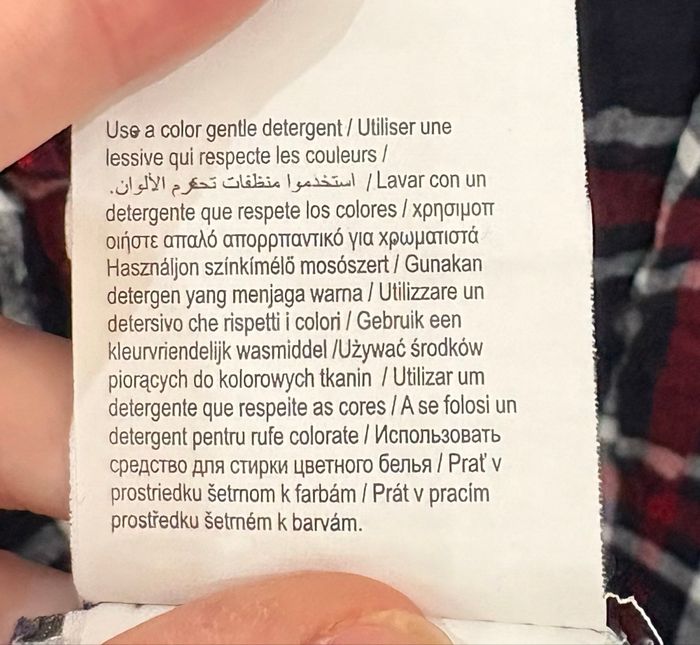 Use a color gentle detergent / Utiliser une
lessive qui respecte les couleurs /
استخدموا منظفات تحترم الألوان. / Lavar con un
detergente que respete los colores / χρησιμοπ
οιήστε απαλό απορρπαντικό για χρωματιστά
Használjon színkímélő mosószert / Gunakan
detergen yang menjaga warna / Utilizzare un
detersivo che rispetti i colori / Gebruik een
kleurvriendelijk wasmiddel /Używać środków
piorących do kolorowych tkanin / Utilizar um
detergente que respeite as cores / A se folosi un
detergent pentru rufe colorate / Использовать
средство для стирки цветного белья / Prať v
prostriedku šetrnom k farbám / Prát v pracím
prostředku šetrném k barvám.